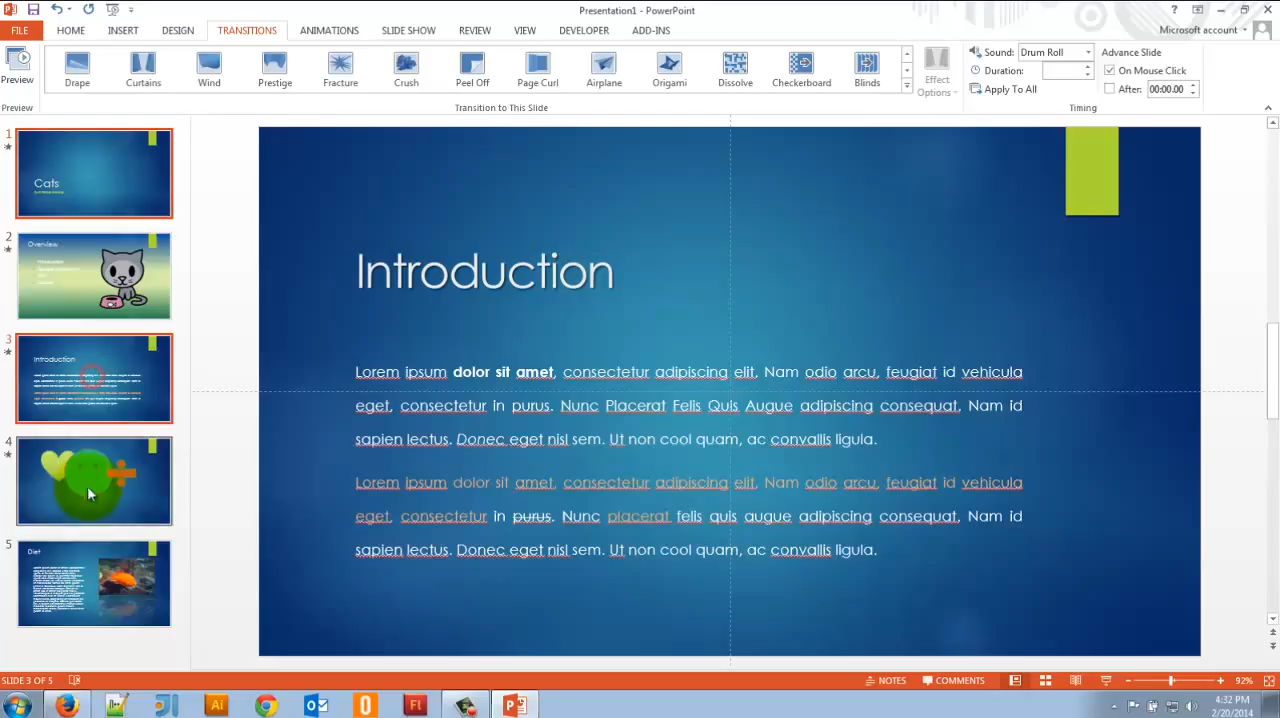 Presentation1 - PowerPoint
FILE HOME INSERT DESIGN TRANSITIONS ANIMATIONS SLIDE SHOW REVIEW VIEW DEVELOPER ADD-INS
Microsoft account
Preview
Drape Curtains Wind Prestige Fracture Crush Peel Off Page Curl Airplane Origami Dissolve Checkerboard Blinds
Effect Options
Sound: Drum Roll
Duration:
Apply To All
Advance Slide
On Mouse Click
After: 00:00.00
Preview
Transition to This Slide
Timing
1
Cats
2
Overview
3
Introduction
4
5
Diet
Introduction
Lorem ipsum dolor sit amet, consectetur adipiscing elit. Nam odio arcu, feugiat id vehicula
eget, consectetur in purus. Nunc Placerat Felis Quis Augue adipiscing consequat. Nam id
sapien lectus. Donec eget nisl sem. Ut non cool quam, ac convallis ligula.
Lorem ipsum dolor sit amet, consectetur adipiscing elit. Nam odio arcu, feugiat id vehicula
eget, consectetur in purus. Nunc placerat felis quis augue adipiscing consequat. Nam id
sapien lectus. Donec eget nisl sem. Ut non cool quam, ac convallis ligula.
SLIDE 3 OF 5
NOTES
COMMENTS
92%
Ai
Fl
4:32 PM
2/20/2014